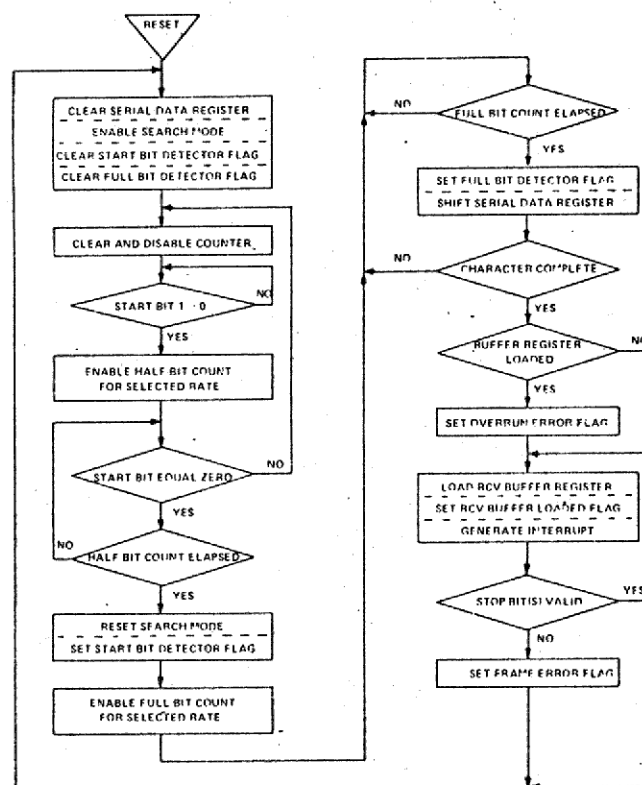 RESET
CLEAR SERIAL DATA REGISTER
ENABLE SEARCH MODE
CLEAR START BIT DETECTOR FLAG
CLEAR FULL BIT DETECTOR FLAG
CLEAR AND DISABLE COUNTER
START BIT 1 - 0
NO
YES
ENABLE HALF BIT COUNT
FOR SELECTED RATE
START BIT EQUAL ZERO
NO
YES
HALF BIT COUNT ELAPSED
NO
YES
RESET SEARCH MODE
SET START BIT DETECTOR FLAG
ENABLE FULL BIT COUNT
FOR SELECTED RATE
FULL BIT COUNT ELAPSED
NO
YES
SET FULL BIT DETECTOR FLAG
SHIFT SERIAL DATA REGISTER
CHARACTER COMPLETE
NO
YES
BUFFER REGISTER
LOADED
NO
YES
SET OVERRUN ERROR FLAG
LOAD RCV BUFFER REGISTER
SET RCV BUFFER LOADED FLAG
GENERATE INTERRUPT
STOP BIT(S) VALID
YES
NO
SET FRAME ERROR FLAG